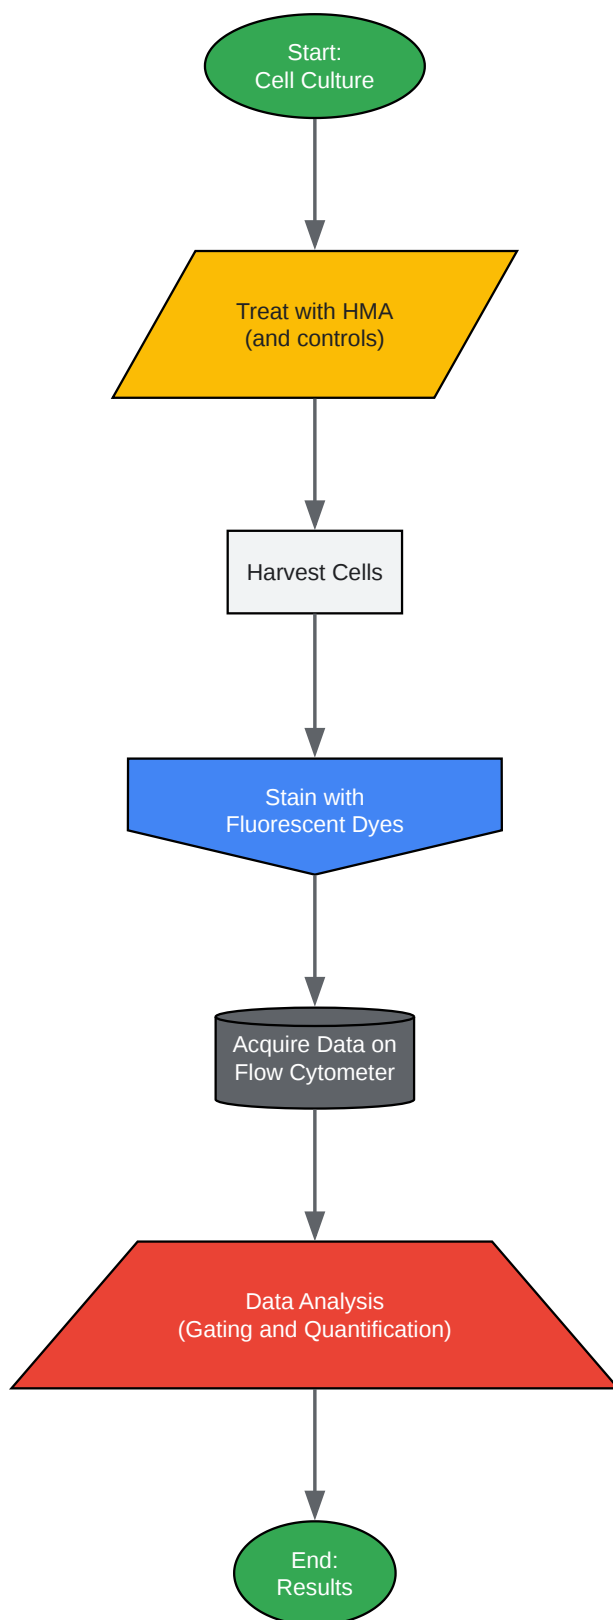 Start:
Cell Culture
Treat with HMA
(and controls)
Harvest Cells
Stain with
Fluorescent Dyes
Acquire Data on
Flow Cytometer
Data Analysis
(Gating and Quantification)
End:
Results